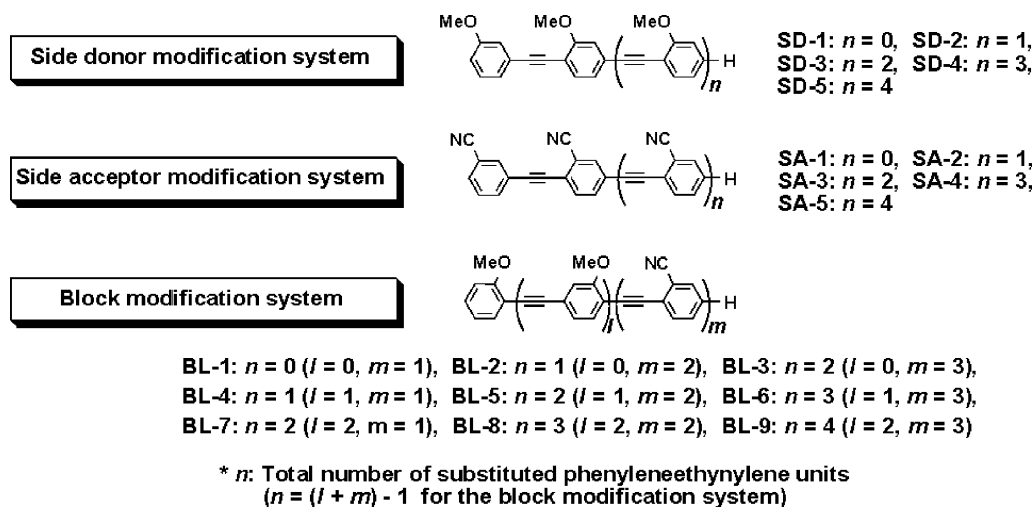 Side donor modification system
MeO MeO MeO
H
n
SD-1: n = 0, SD-2: n = 1,
SD-3: n = 2, SD-4: n = 3,
SD-5: n = 4
Side acceptor modification system
NC NC NC
H
n
SA-1: n = 0, SA-2: n = 1,
SA-3: n = 2, SA-4: n = 3,
SA-5: n = 4
Block modification system
MeO MeO NC
H
l m
BL-1: n = 0 (l = 0, m = 1), BL-2: n = 1 (l = 0, m = 2), BL-3: n = 2 (l = 0, m = 3),
BL-4: n = 1 (l = 1, m = 1), BL-5: n = 2 (l = 1, m = 2), BL-6: n = 3 (l = 1, m = 3),
BL-7: n = 2 (l = 2, m = 1), BL-8: n = 3 (l = 2, m = 2), BL-9: n = 4 (l = 2, m = 3)
* n: Total number of substituted phenyleneethynylene units
(n = (l + m) - 1 for the block modification system)